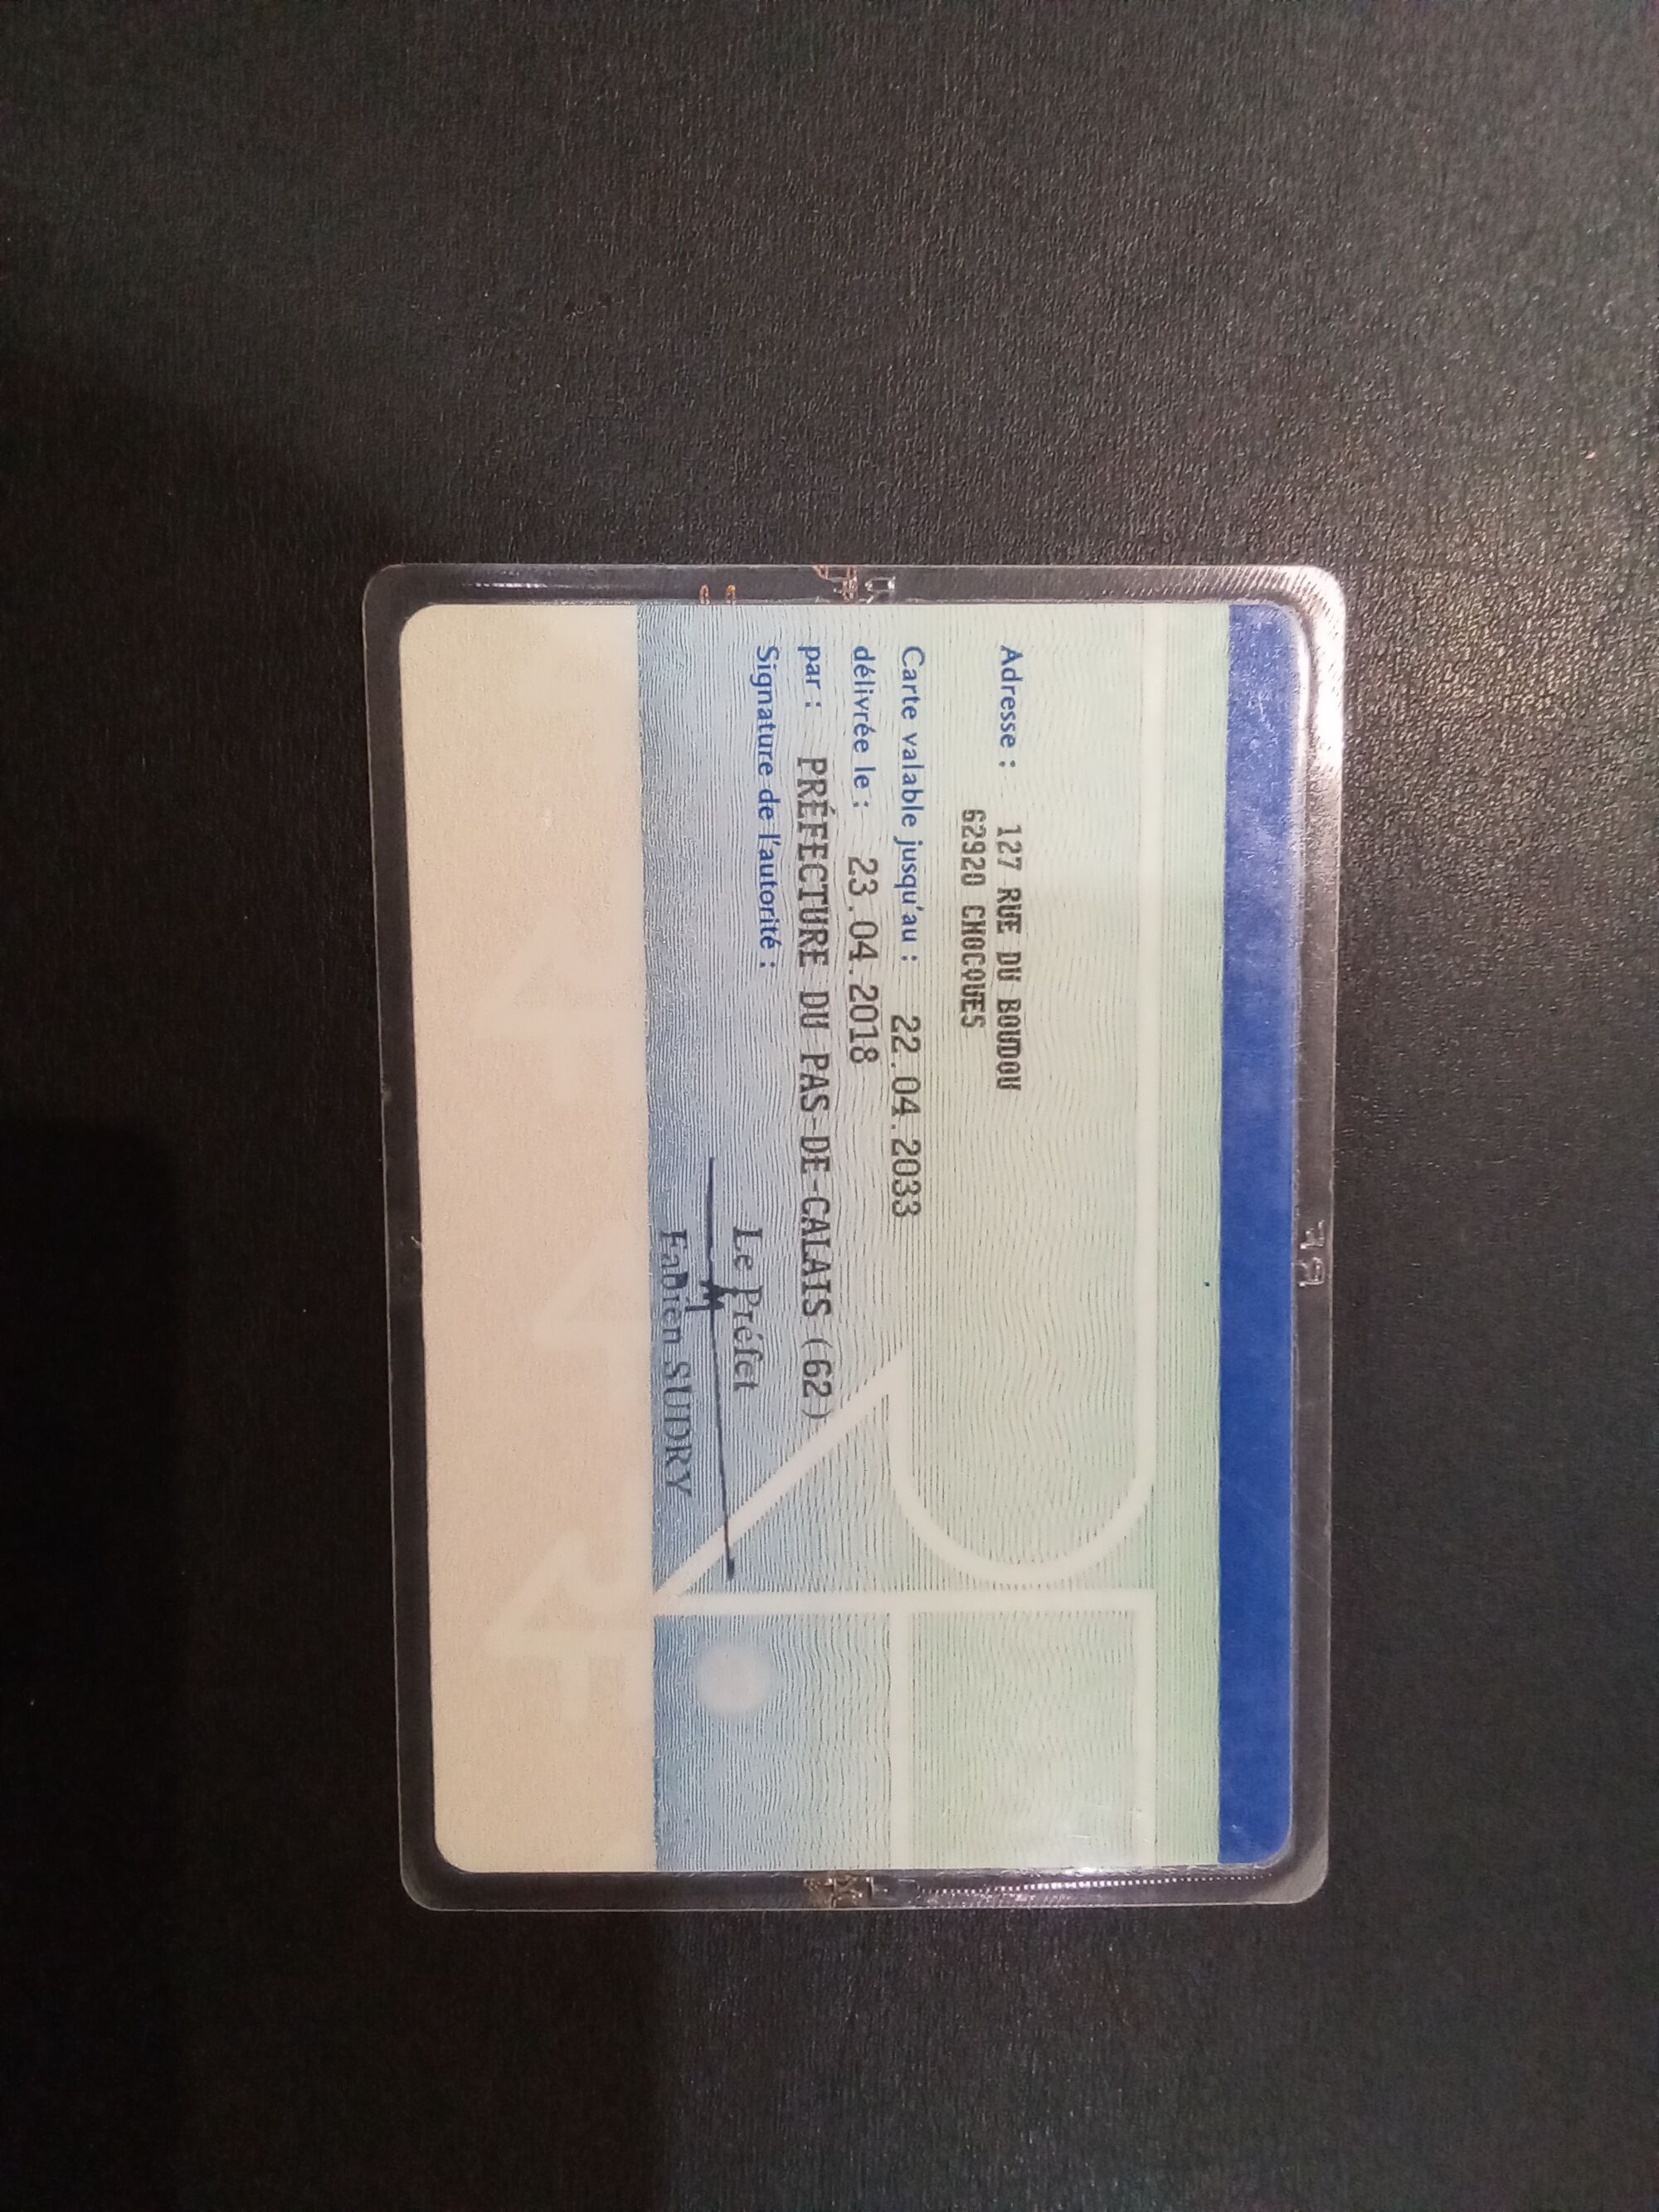 Adresse : 127 RUE DU BOUDOU
62920 CHOCQUES
Carte valable jusqu'au : 22.04.2033
délivrée le : 23.04.2018
par : PRÉFECTURE DU PAS-DE-CALAIS (62)
Signature de l'autorité :
Le Préfet
Fabien SUDRY